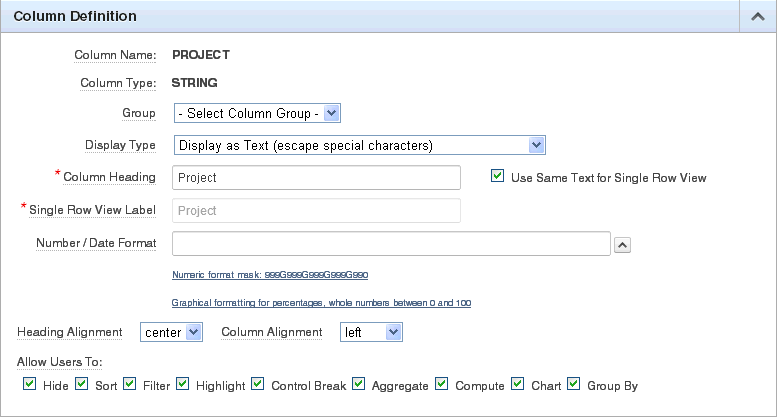 Column Definition
Column Name: PROJECT
Column Type: STRING
Group - Select Column Group -
Display Type Display as Text (escape special characters)
* Column Heading Project Use Same Text for Single Row View
* Single Row View Label Project
Number / Date Format
Numeric format mask: 999G999G999G999G990
Graphical formatting for percentages, whole numbers between 0 and 100
Heading Alignment center Column Alignment left
Allow Users To:
Hide Sort Filter Highlight Control Break Aggregate Compute Chart Group By